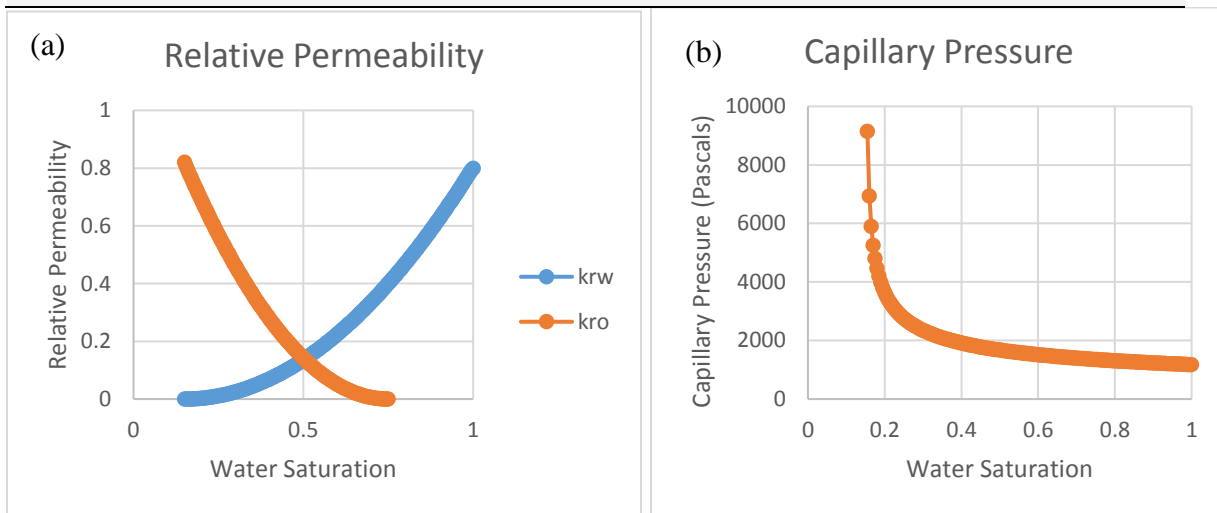 (a)
Relative Permeability
1
0.8
0.6
0.4
0.2
0
0
0.5
1
Relative Permeability
Water Saturation
krw
kro
(b)
Capillary Pressure
10000
8000
6000
4000
2000
0
0
0.2
0.4
0.6
0.8
1
Capillary Pressure (Pascals)
Water Saturation